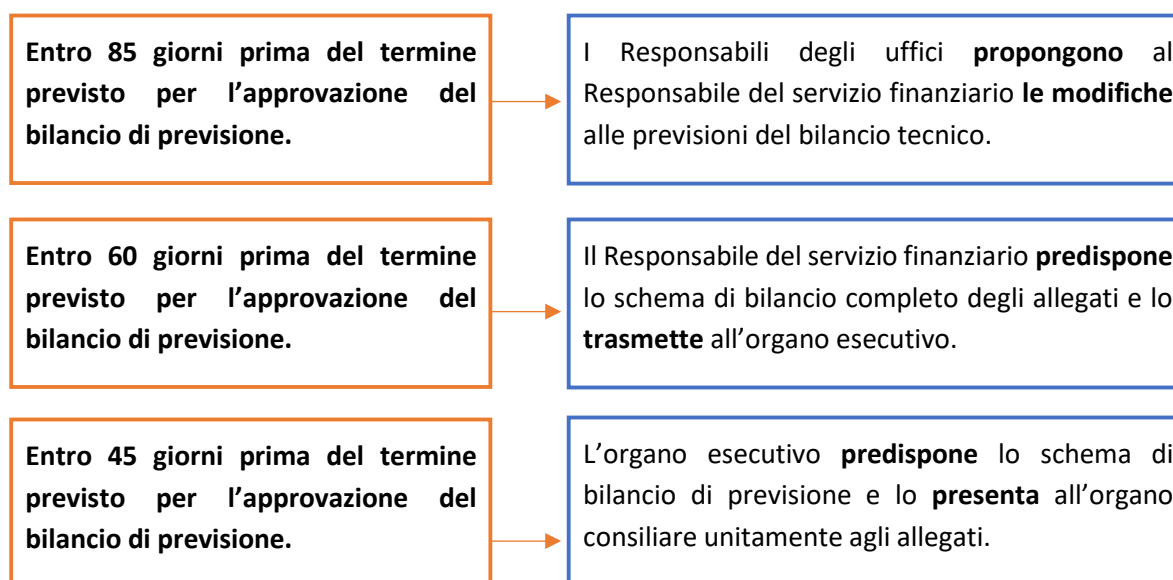 Entro 85 giorni prima del termine
previsto per l’approvazione del
bilancio di previsione.
I Responsabili degli uffici propongono al
Responsabile del servizio finanziario le modifiche
alle previsioni del bilancio tecnico.
Entro 60 giorni prima del termine
previsto per l’approvazione del
bilancio di previsione.
Il Responsabile del servizio finanziario predispone
lo schema di bilancio completo degli allegati e lo
trasmette all’organo esecutivo.
Entro 45 giorni prima del termine
previsto per l’approvazione del
bilancio di previsione.
L’organo esecutivo predispone lo schema di
bilancio di previsione e lo presenta all’organo
consiliare unitamente agli allegati.